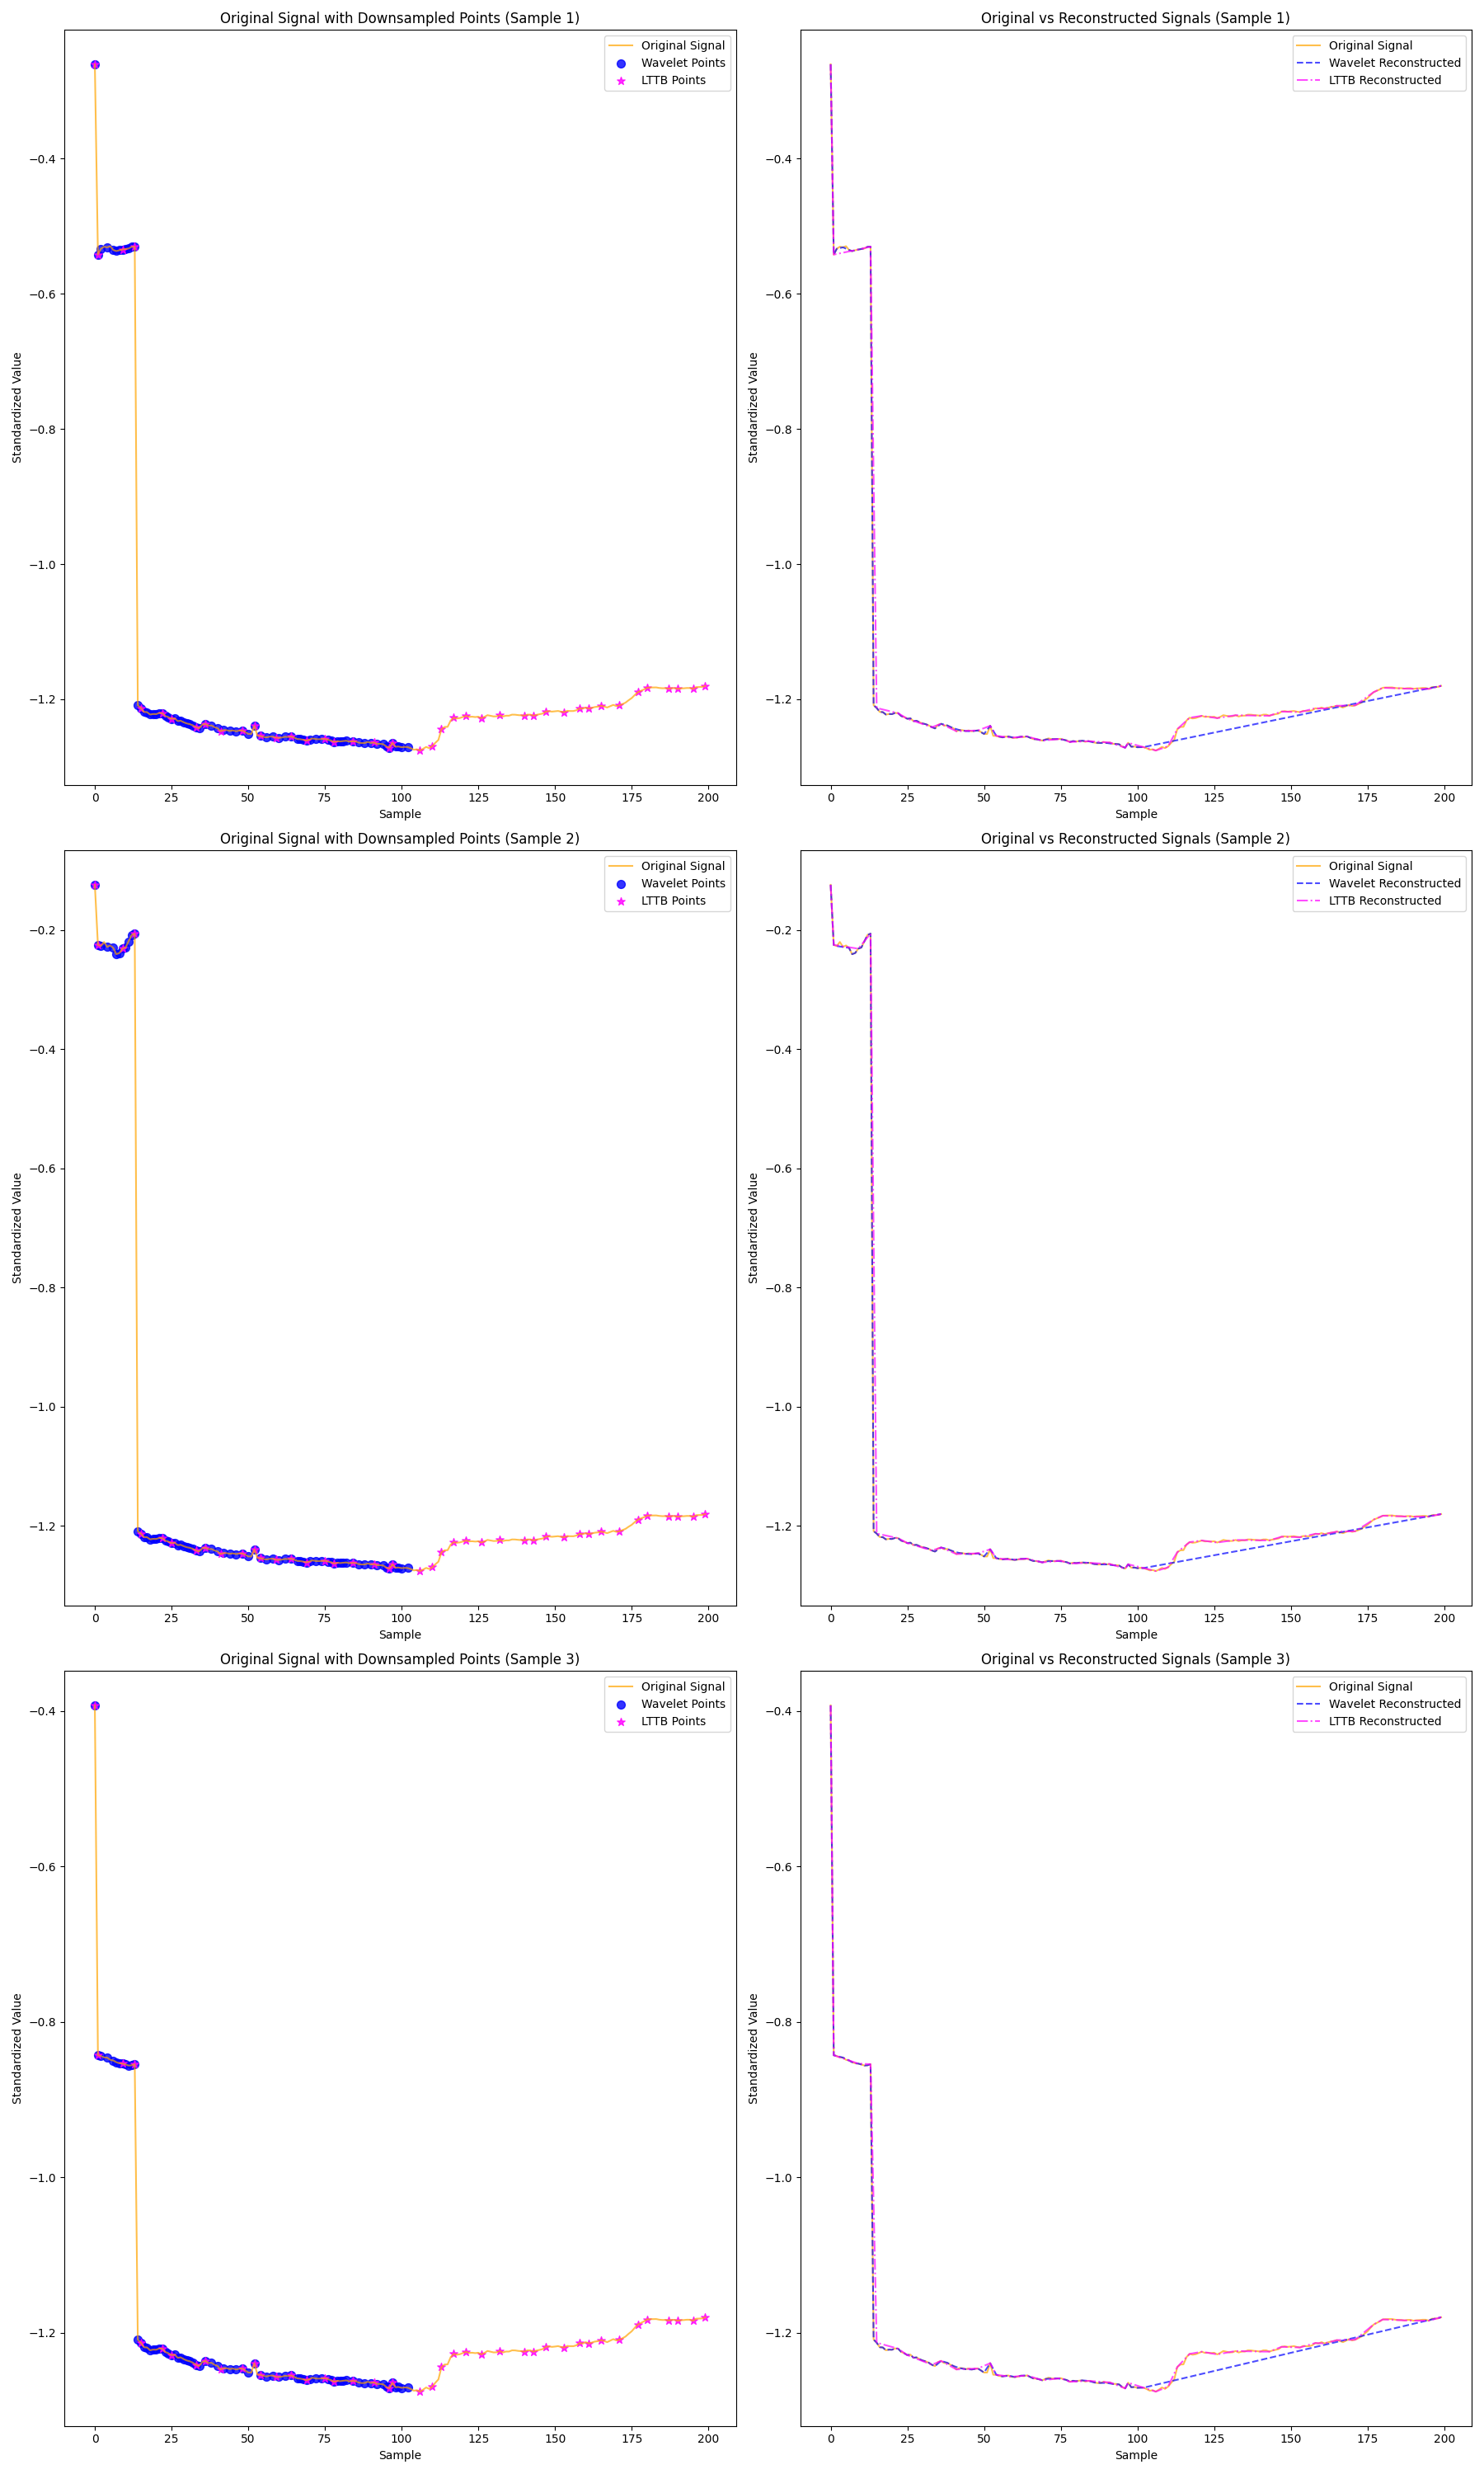 Original Signal with Downsampled Points (Sample 1)
Original Signal
Wavelet Points
LTTB Points
Standardized Value
−0.4
−0.6
−0.8
−1.0
−1.2
0 25 50 75 100 125 150 175 200
Sample
Original vs Reconstructed Signals (Sample 1)
Original Signal
Wavelet Reconstructed
LTTB Reconstructed
Standardized Value
−0.4
−0.6
−0.8
−1.0
−1.2
0 25 50 75 100 125 150 175 200
Sample
Original Signal with Downsampled Points (Sample 2)
Original Signal
Wavelet Points
LTTB Points
Standardized Value
−0.2
−0.4
−0.6
−0.8
−1.0
−1.2
0 25 50 75 100 125 150 175 200
Sample
Original vs Reconstructed Signals (Sample 2)
Original Signal
Wavelet Reconstructed
LTTB Reconstructed
Standardized Value
−0.2
−0.4
−0.6
−0.8
−1.0
−1.2
0 25 50 75 100 125 150 175 200
Sample
Original Signal with Downsampled Points (Sample 3)
Original Signal
Wavelet Points
LTTB Points
Standardized Value
−0.4
−0.6
−0.8
−1.0
−1.2
0 25 50 75 100 125 150 175 200
Sample
Original vs Reconstructed Signals (Sample 3)
Original Signal
Wavelet Reconstructed
LTTB Reconstructed
Standardized Value
−0.4
−0.6
−0.8
−1.0
−1.2
0 25 50 75 100 125 150 175 200
Sample